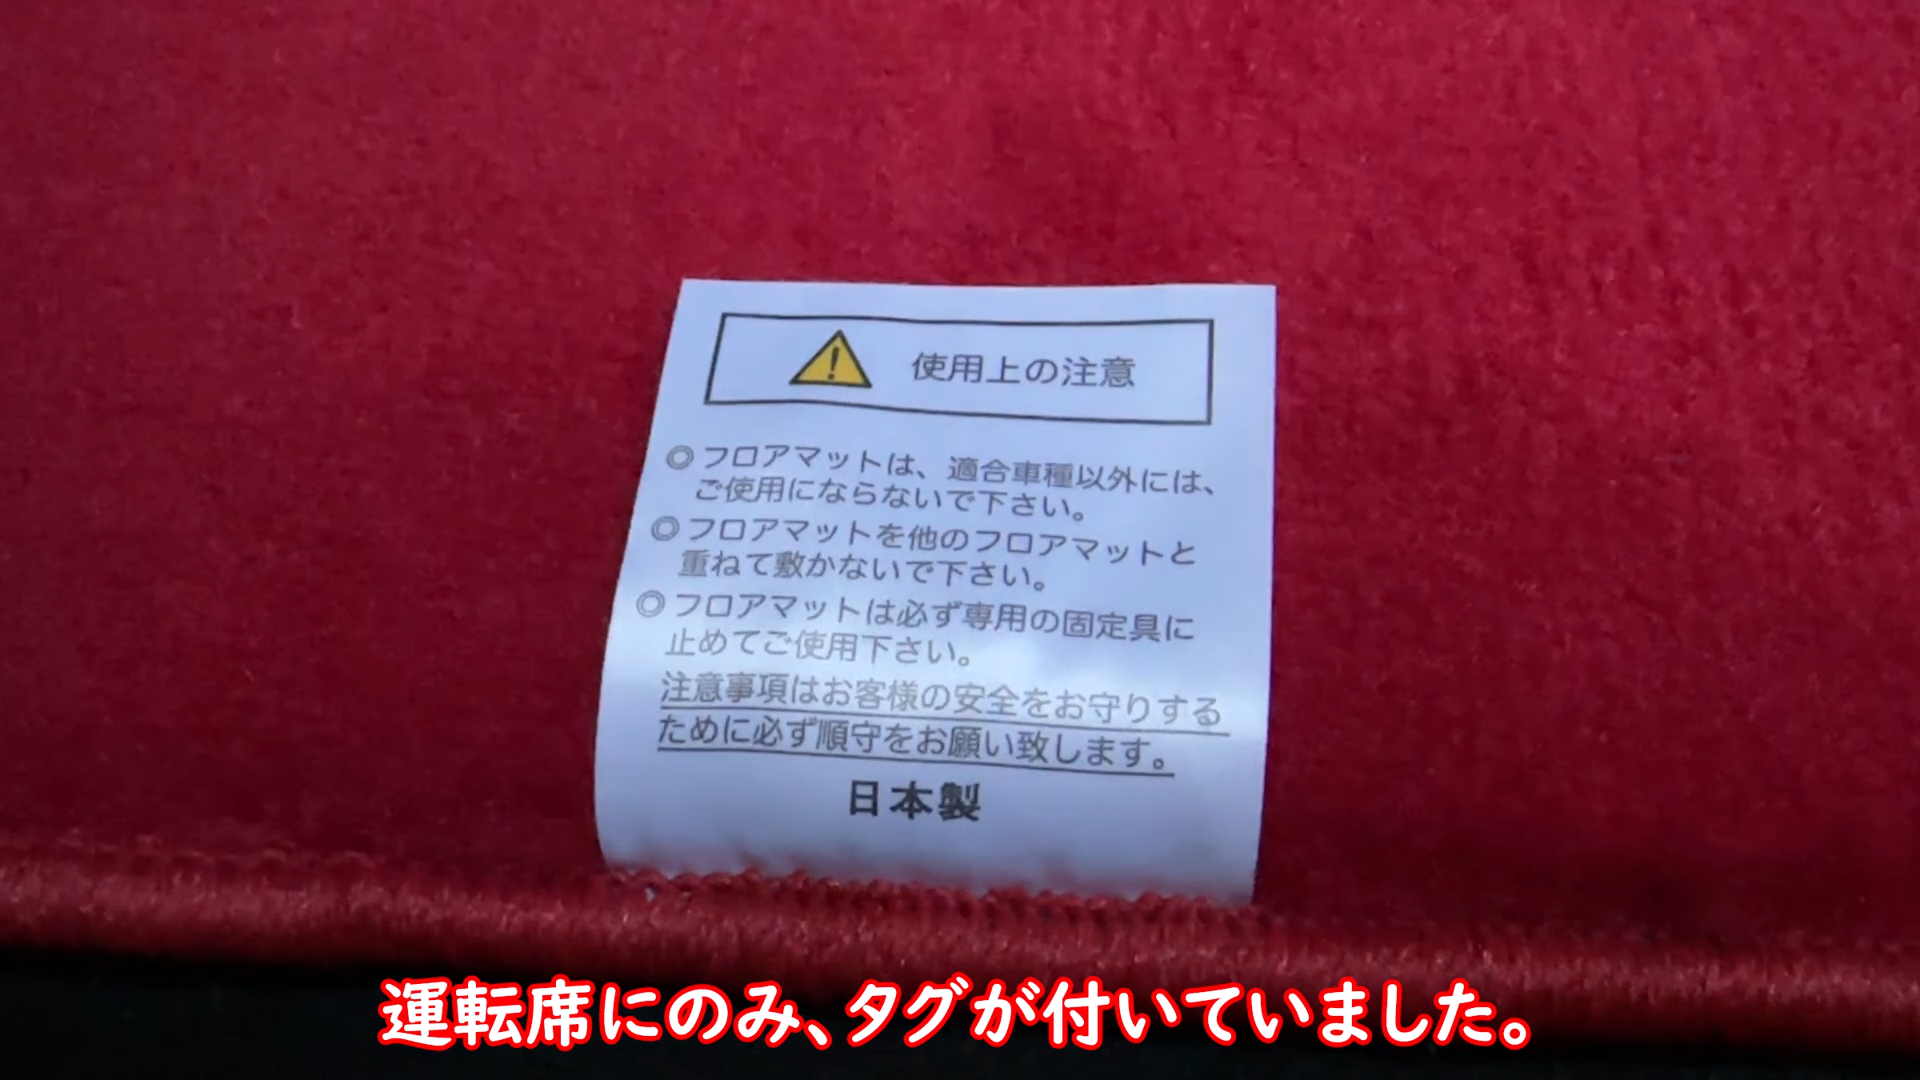 使用上の注意
◎フロアマットは、適合車種以外には、
ご使用にならないで下さい。
◎フロアマットを他のフロアマットと
重ねて敷かないで下さい。
◎フロアマットは必ず専用の固定具に
止めてご使用下さい。
注意事項はお客様の安全をお守りする
ために必ず順守をお願い致します。
日本製
運転席にのみ、タグが付いていました。